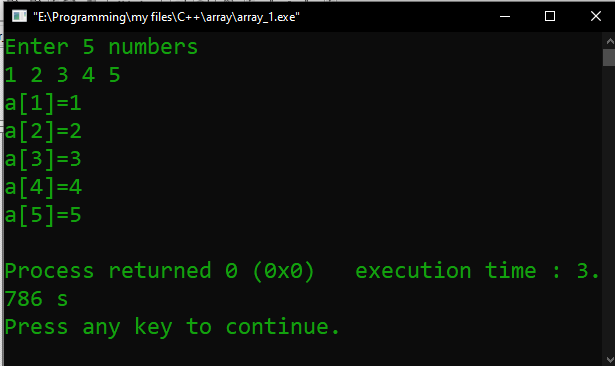 "E:\Programming\my files\C++\array\array_1.exe"
Enter 5 numbers
1 2 3 4 5
a[1]=1
a[2]=2
a[3]=3
a[4]=4
a[5]=5
Process returned 0 (0x0)   execution time : 3.
786 s
Press any key to continue.